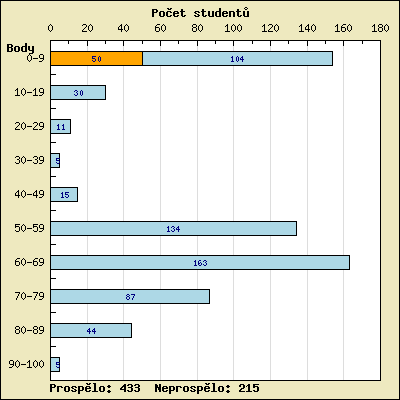 Počet studentů
0 20 40 60 80 100 120 140 160 180
Body
0-9 50 104
10-19 30
20-29 11
30-39 5
40-49 15
50-59 134
60-69 163
70-79 87
80-89 44
90-100 5
Prospělo: 433 Neprospělo: 215